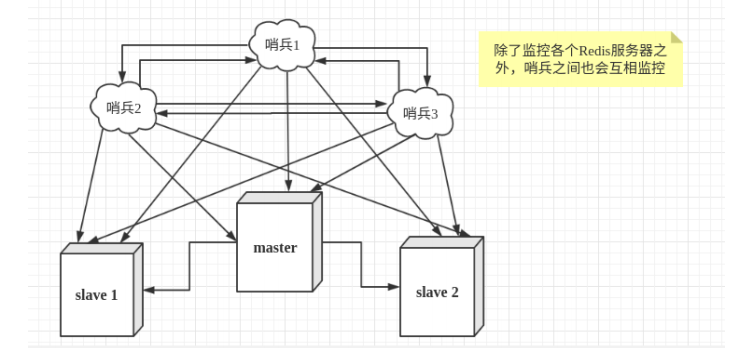 哨兵1
除了监控各个Redis服务器之
外，哨兵之间也会互相监控
哨兵2
哨兵3
master
slave 1
slave 2